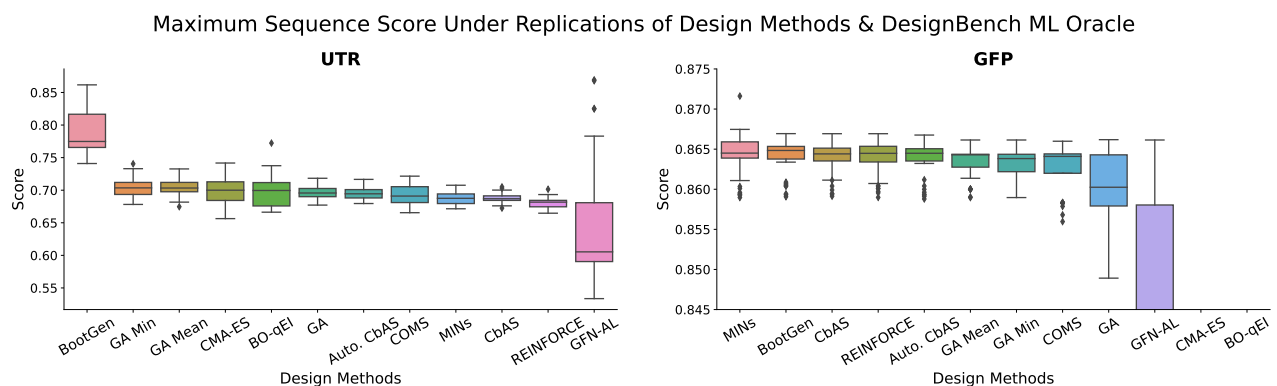 Maximum Sequence Score Under Replications of Design Methods & DesignBench ML Oracle
UTR
Score
0.85
0.80
0.75
0.70
0.65
0.60
0.55
BootGen
GA Min
GA Mean
CMA-ES
BO-qEI
GA
Auto. CbAS
COMS
MINs
CbAS
REINFORCE
GFN-AL
Design Methods
GFP
Score
0.875
0.870
0.865
0.860
0.855
0.850
0.845
MINs
BootGen
CbAS
REINFORCE
Auto. CbAS
GA Mean
GA Min
COMS
GA
GFN-AL
CMA-ES
BO-qEI
Design Methods